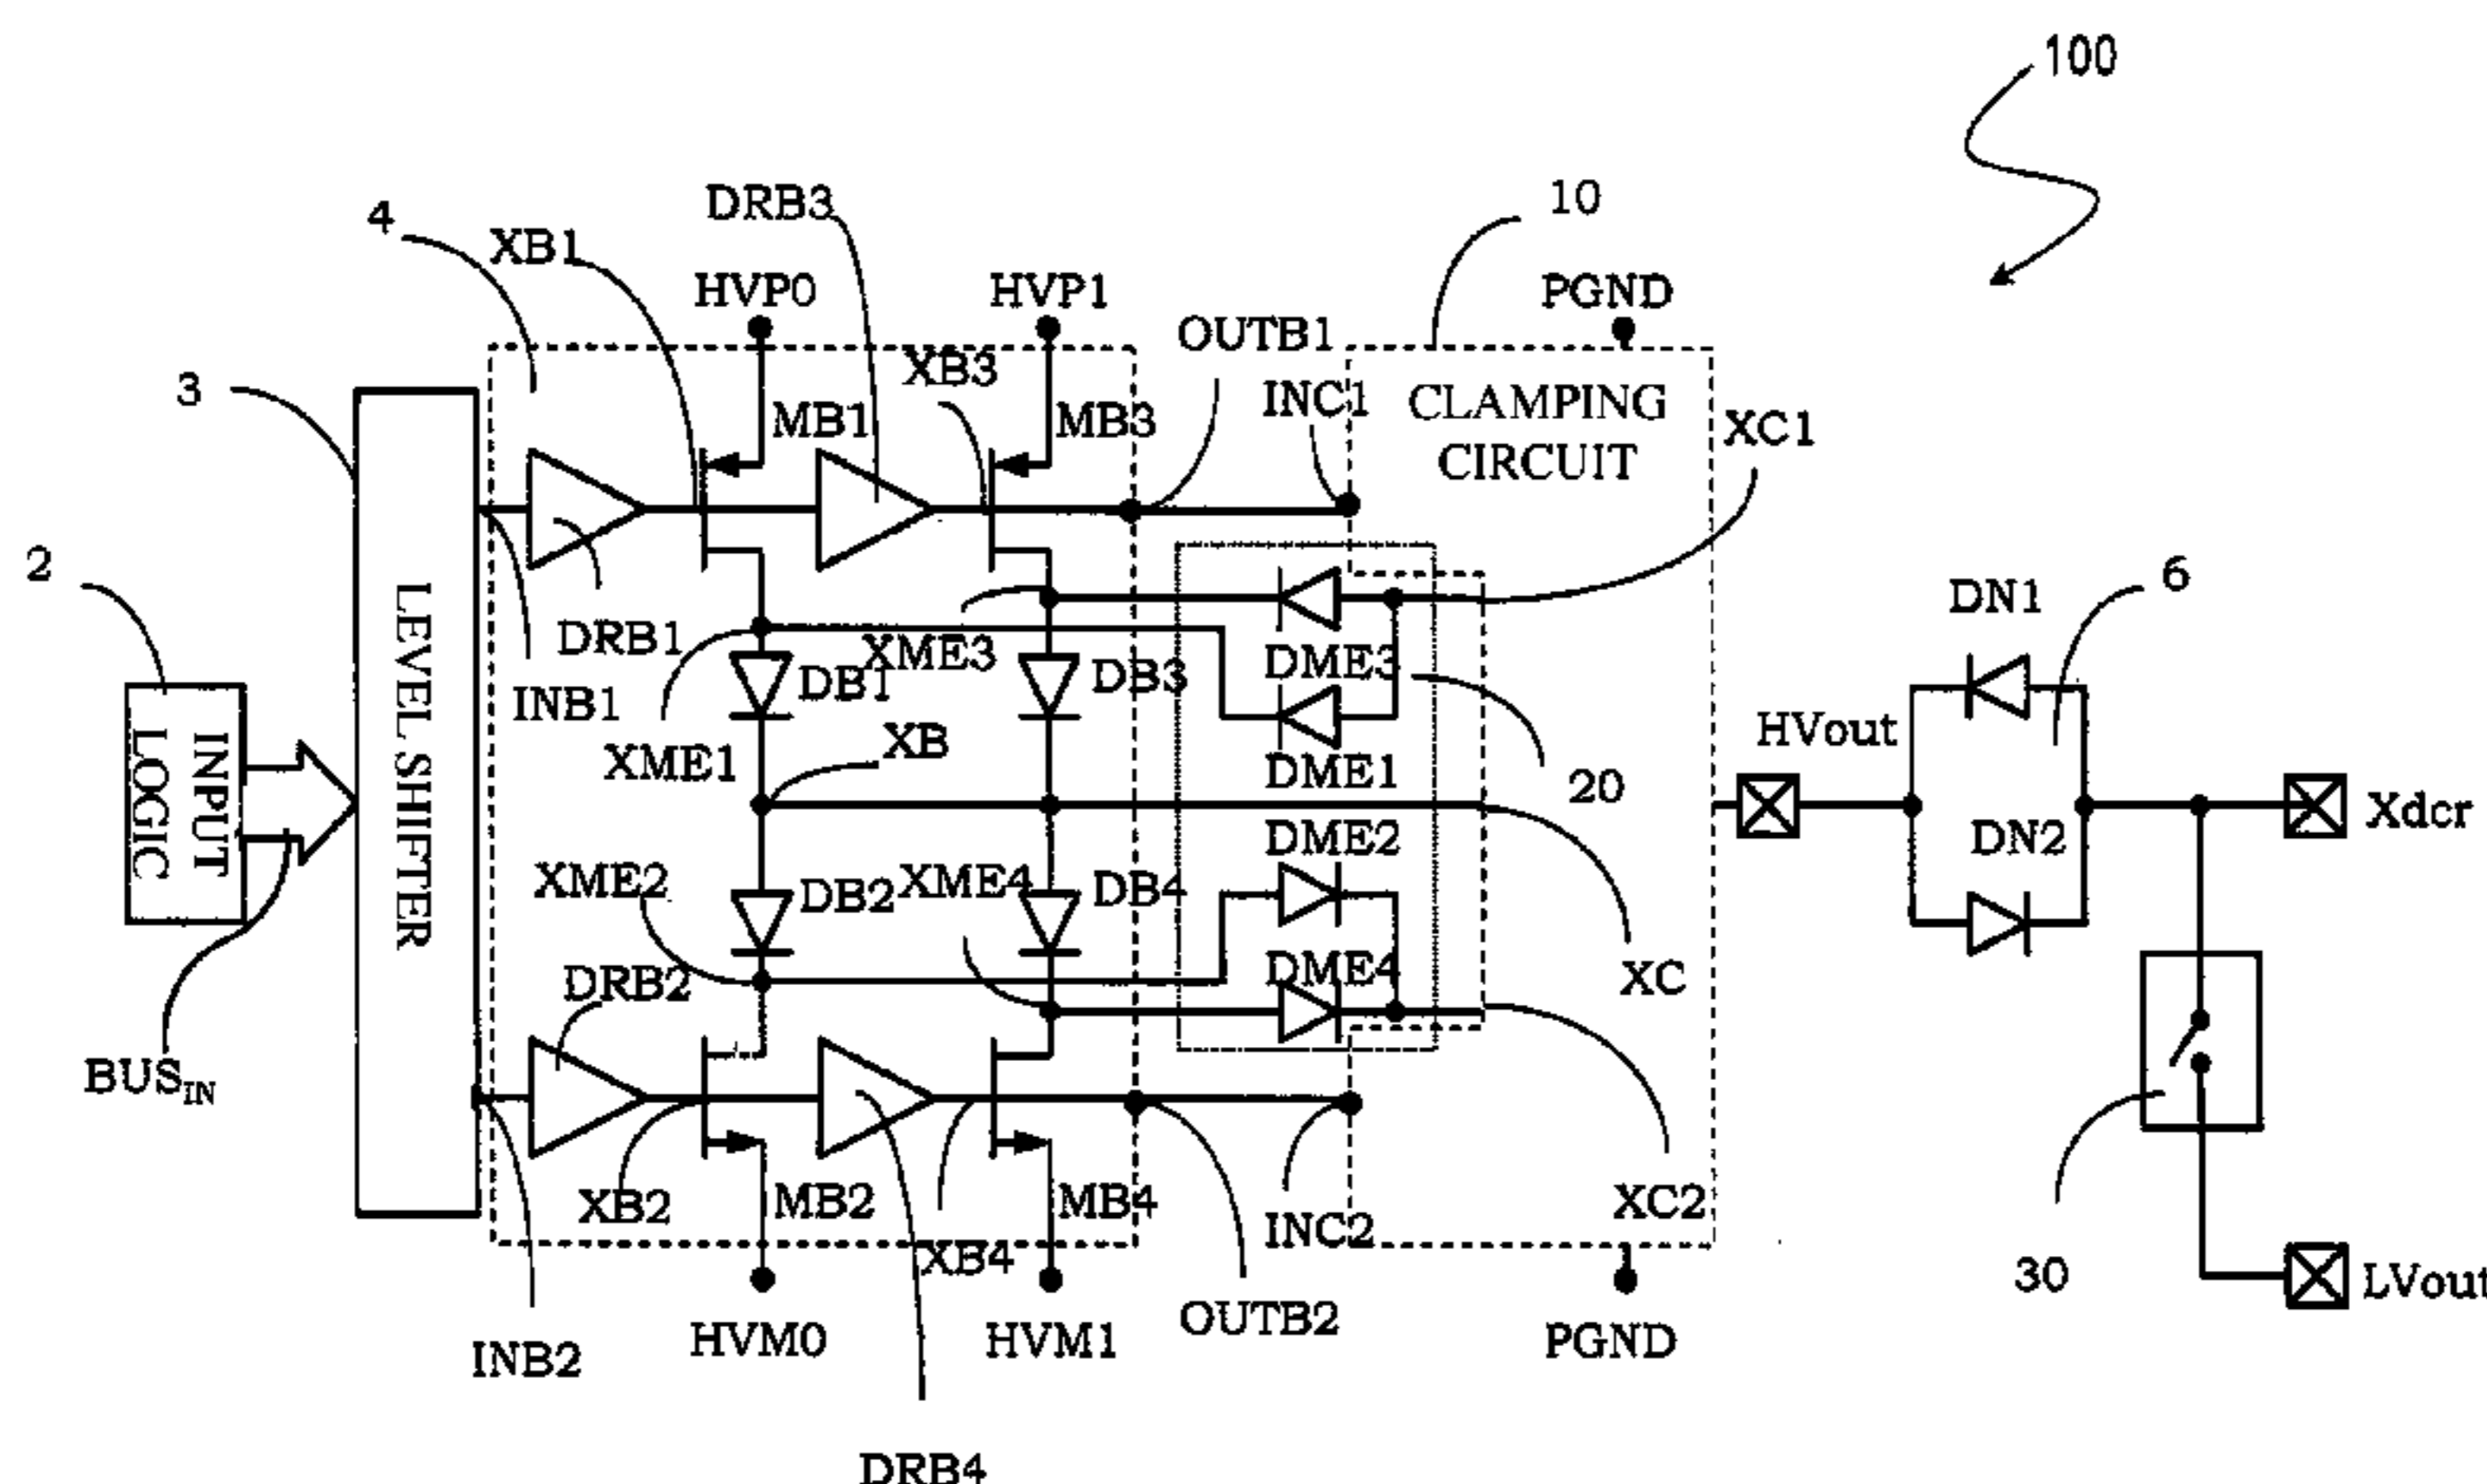 100
4
DRB3
10
XB1
HVP0
HVP1
PGND
OUTB1
XB3
3
MB1
MB3
INC1
CLAMPING
CIRCUIT
XC1
2
DRB1
XME3
DME3
DB1
DB3
INB1
XME1
XB
DME1
20
LEVEL SHIFTER
INPUT
LOGIC
HVout
DN1
6
DN2
Xdcr
DME2
XME2
XME4
DB2
DB4
DRB2
DME4
XC
BUSIN
XB2
MB2
MB4
XB4
INC2
XC2
30
LVout
INB2
HVM0
HVM1
OUTB2
PGND
DRB4